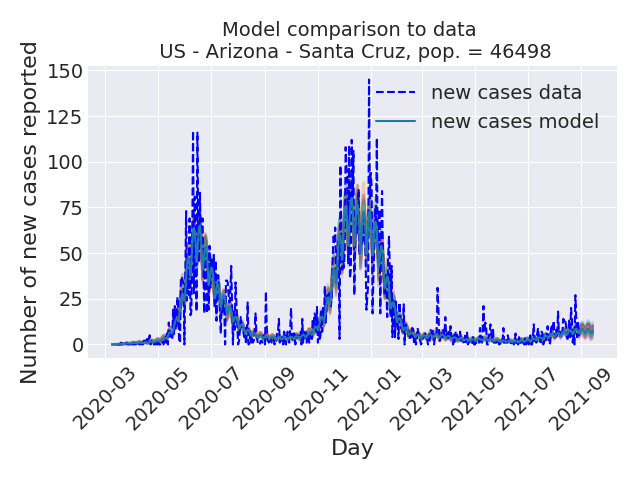 Model comparison to data
US - Arizona - Santa Cruz, pop. = 46498
Number of new cases reported
150
125
100
75
50
25
0
new cases data
new cases model
2020-03
2020-05
2020-07
2020-09
2020-11
2021-01
2021-03
2021-05
2021-07
2021-09
Day